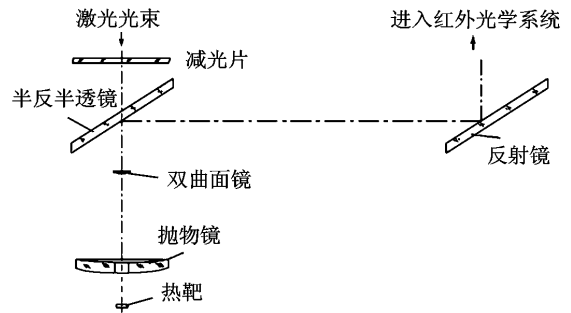 激光光束
进入红外光学系统
减光片
半反半透镜
反射镜
双曲面镜
抛物镜
热靶